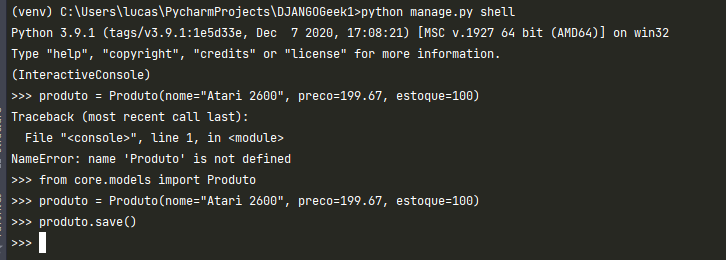 (venv) C:\Users\lucas\PycharmProjects\DJANGOGeek1>python manage.py shell
Python 3.9.1 (tags/v3.9.1:1e5d33e, Dec  7 2020, 17:08:21) [MSC v.1927 64 bit (AMD64)] on win32
Type "help", "copyright", "credits" or "license" for more information.
(InteractiveConsole)
>>> produto = Produto(nome="Atari 2600", preco=199.67, estoque=100)
Traceback (most recent call last):
  File "<console>", line 1, in <module>
NameError: name 'Produto' is not defined
>>> from core.models import Produto
>>> produto = Produto(nome="Atari 2600", preco=199.67, estoque=100)
>>> produto.save()
>>>